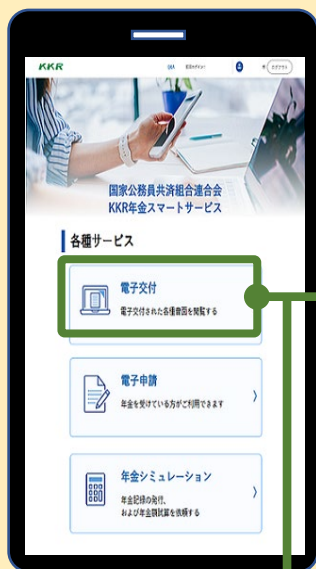 KKR
Q&A
ログアウト
国家公務員共済組合連合会
KKR年金スマートサービス
各種サービス
電子交付
電子交付された各種書面を閲覧する
電子申請
年金を受けている方がご利用できます
年金シミュレーション
年金記録の発行、
および年金額試算を依頼する